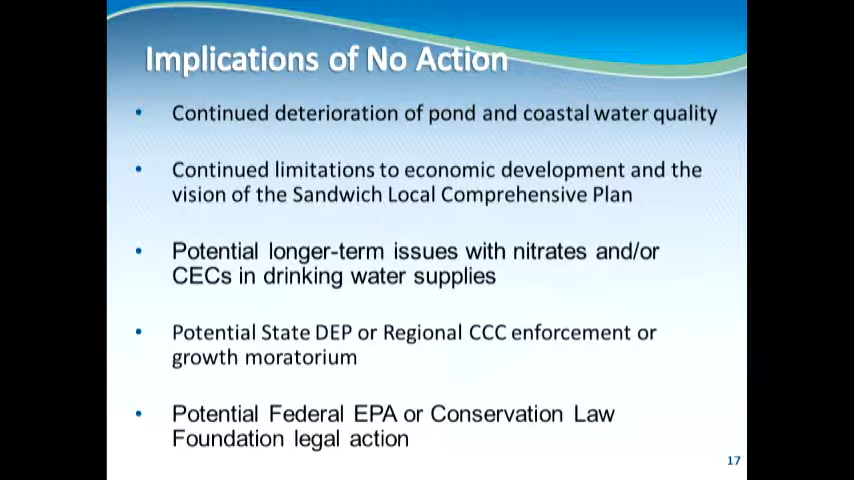 Implications of No Action
• Continued deterioration of pond and coastal water quality
• Continued limitations to economic development and the
vision of the Sandwich Local Comprehensive Plan
• Potential longer-term issues with nitrates and/or
CECs in drinking water supplies
• Potential State DEP or Regional CCC enforcement or
growth moratorium
• Potential Federal EPA or Conservation Law
Foundation legal action
17